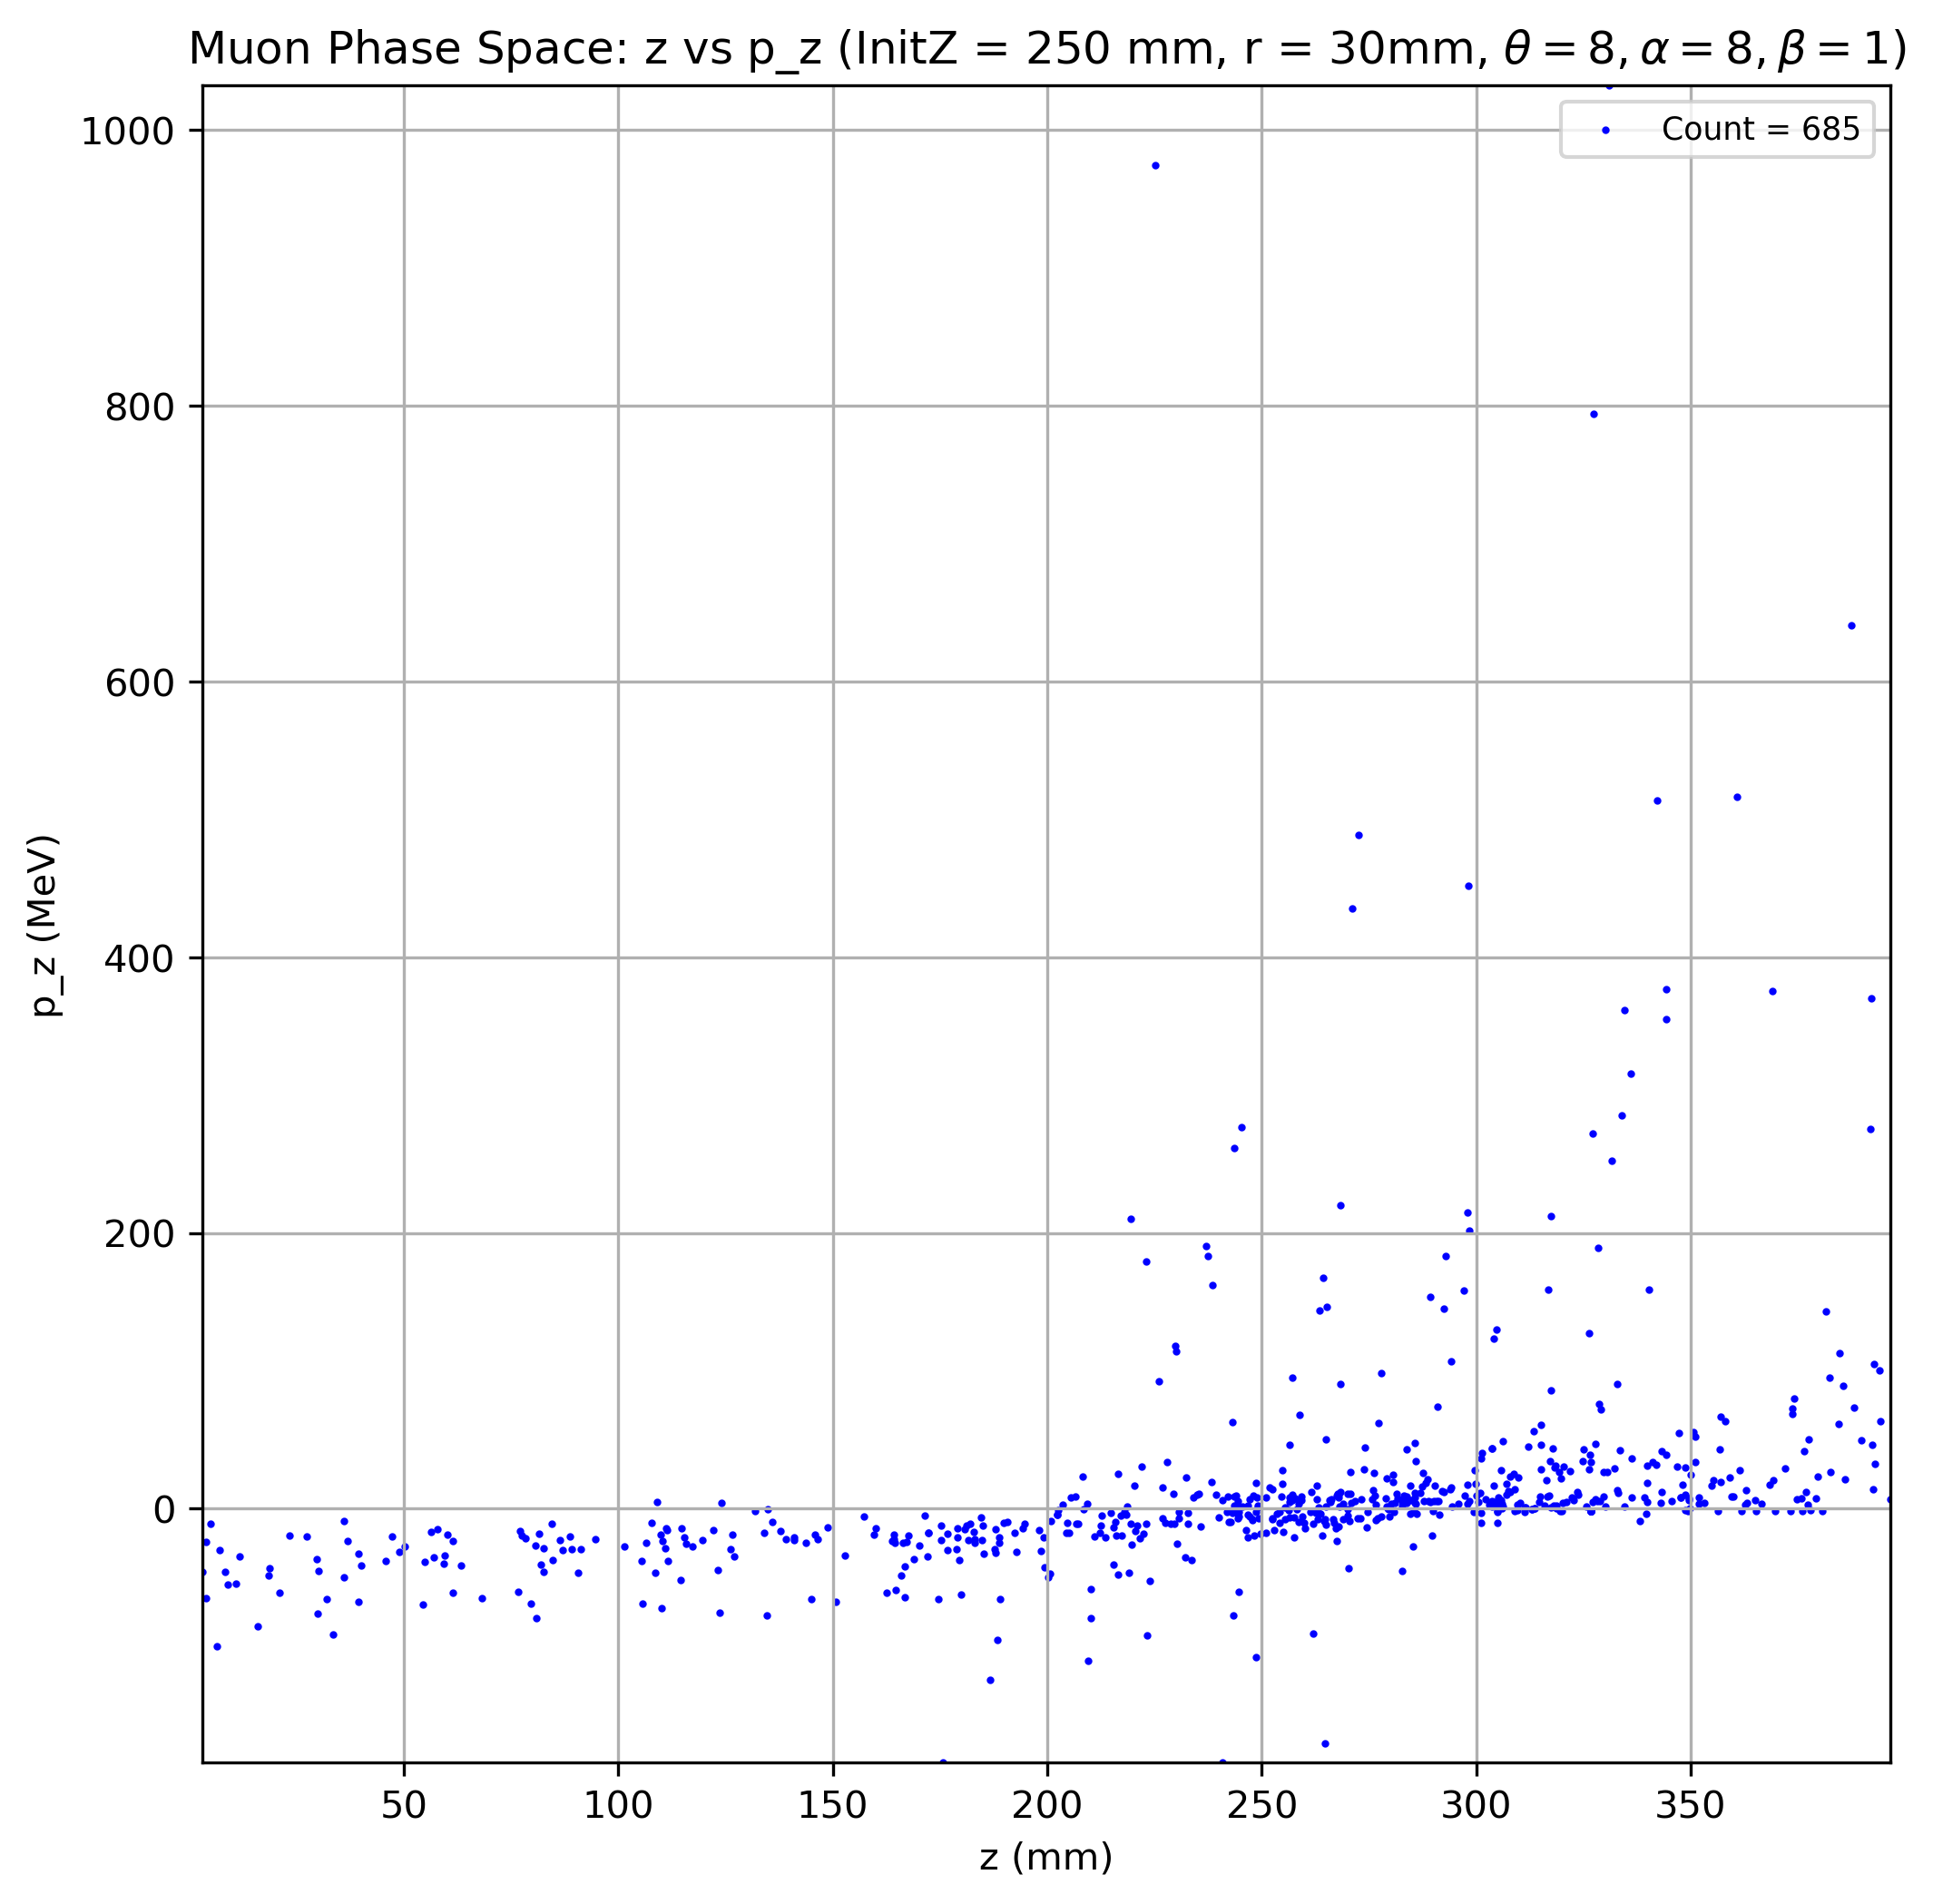 Muon Phase Space: z vs p_z (InitZ = 250 mm, r = 30mm, θ = 8, α = 8, β = 1)
Count = 685
1000
800
600
400
200
0
p_z (MeV)
50 100 150 200 250 300 350
z (mm)